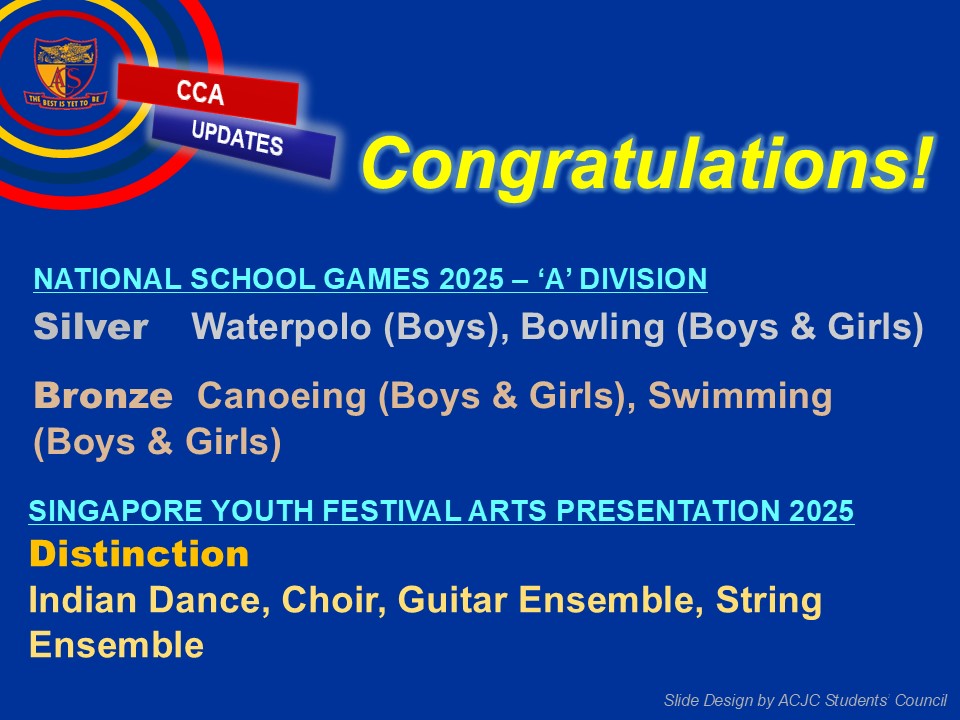 ACS
THE BEST IS YET TO BE
CCA
UPDATES
Congratulations!
NATIONAL SCHOOL GAMES 2025 – ‘A’ DIVISION
Silver Waterpolo (Boys), Bowling (Boys & Girls)
Bronze Canoeing (Boys & Girls), Swimming
(Boys & Girls)
SINGAPORE YOUTH FESTIVAL ARTS PRESENTATION 2025
Distinction
Indian Dance, Choir, Guitar Ensemble, String
Ensemble
Slide Design by ACJC Students’ Council